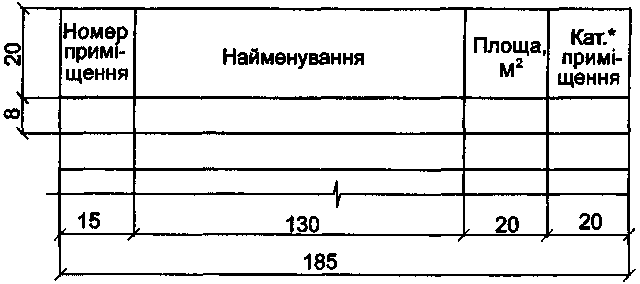 Номер
примі-
щення
Найменування
Площа,
м²
Кат.*
примі-
щення
20
8
15
130
20
20
185